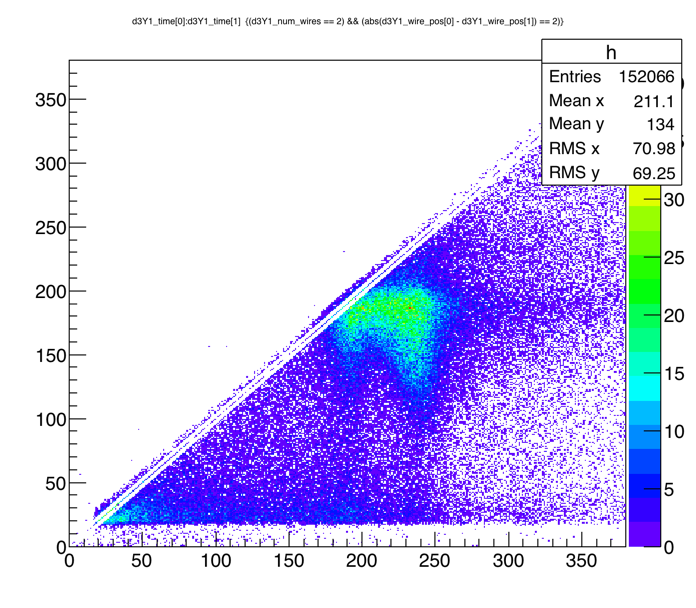 d3Y1_time[0]:d3Y1_time[1] {(d3Y1_num_wires == 2) && (abs(d3Y1_wire_pos[0] - d3Y1_wire_pos[1]) == 2)}
h
Entries 152066
Mean x 211.1
Mean y 134
RMS x 70.98
RMS y 69.25
350
300
250
200
150
100
50
0
0 50 100 150 200 250 300 350
30
25
20
15
10
5
0